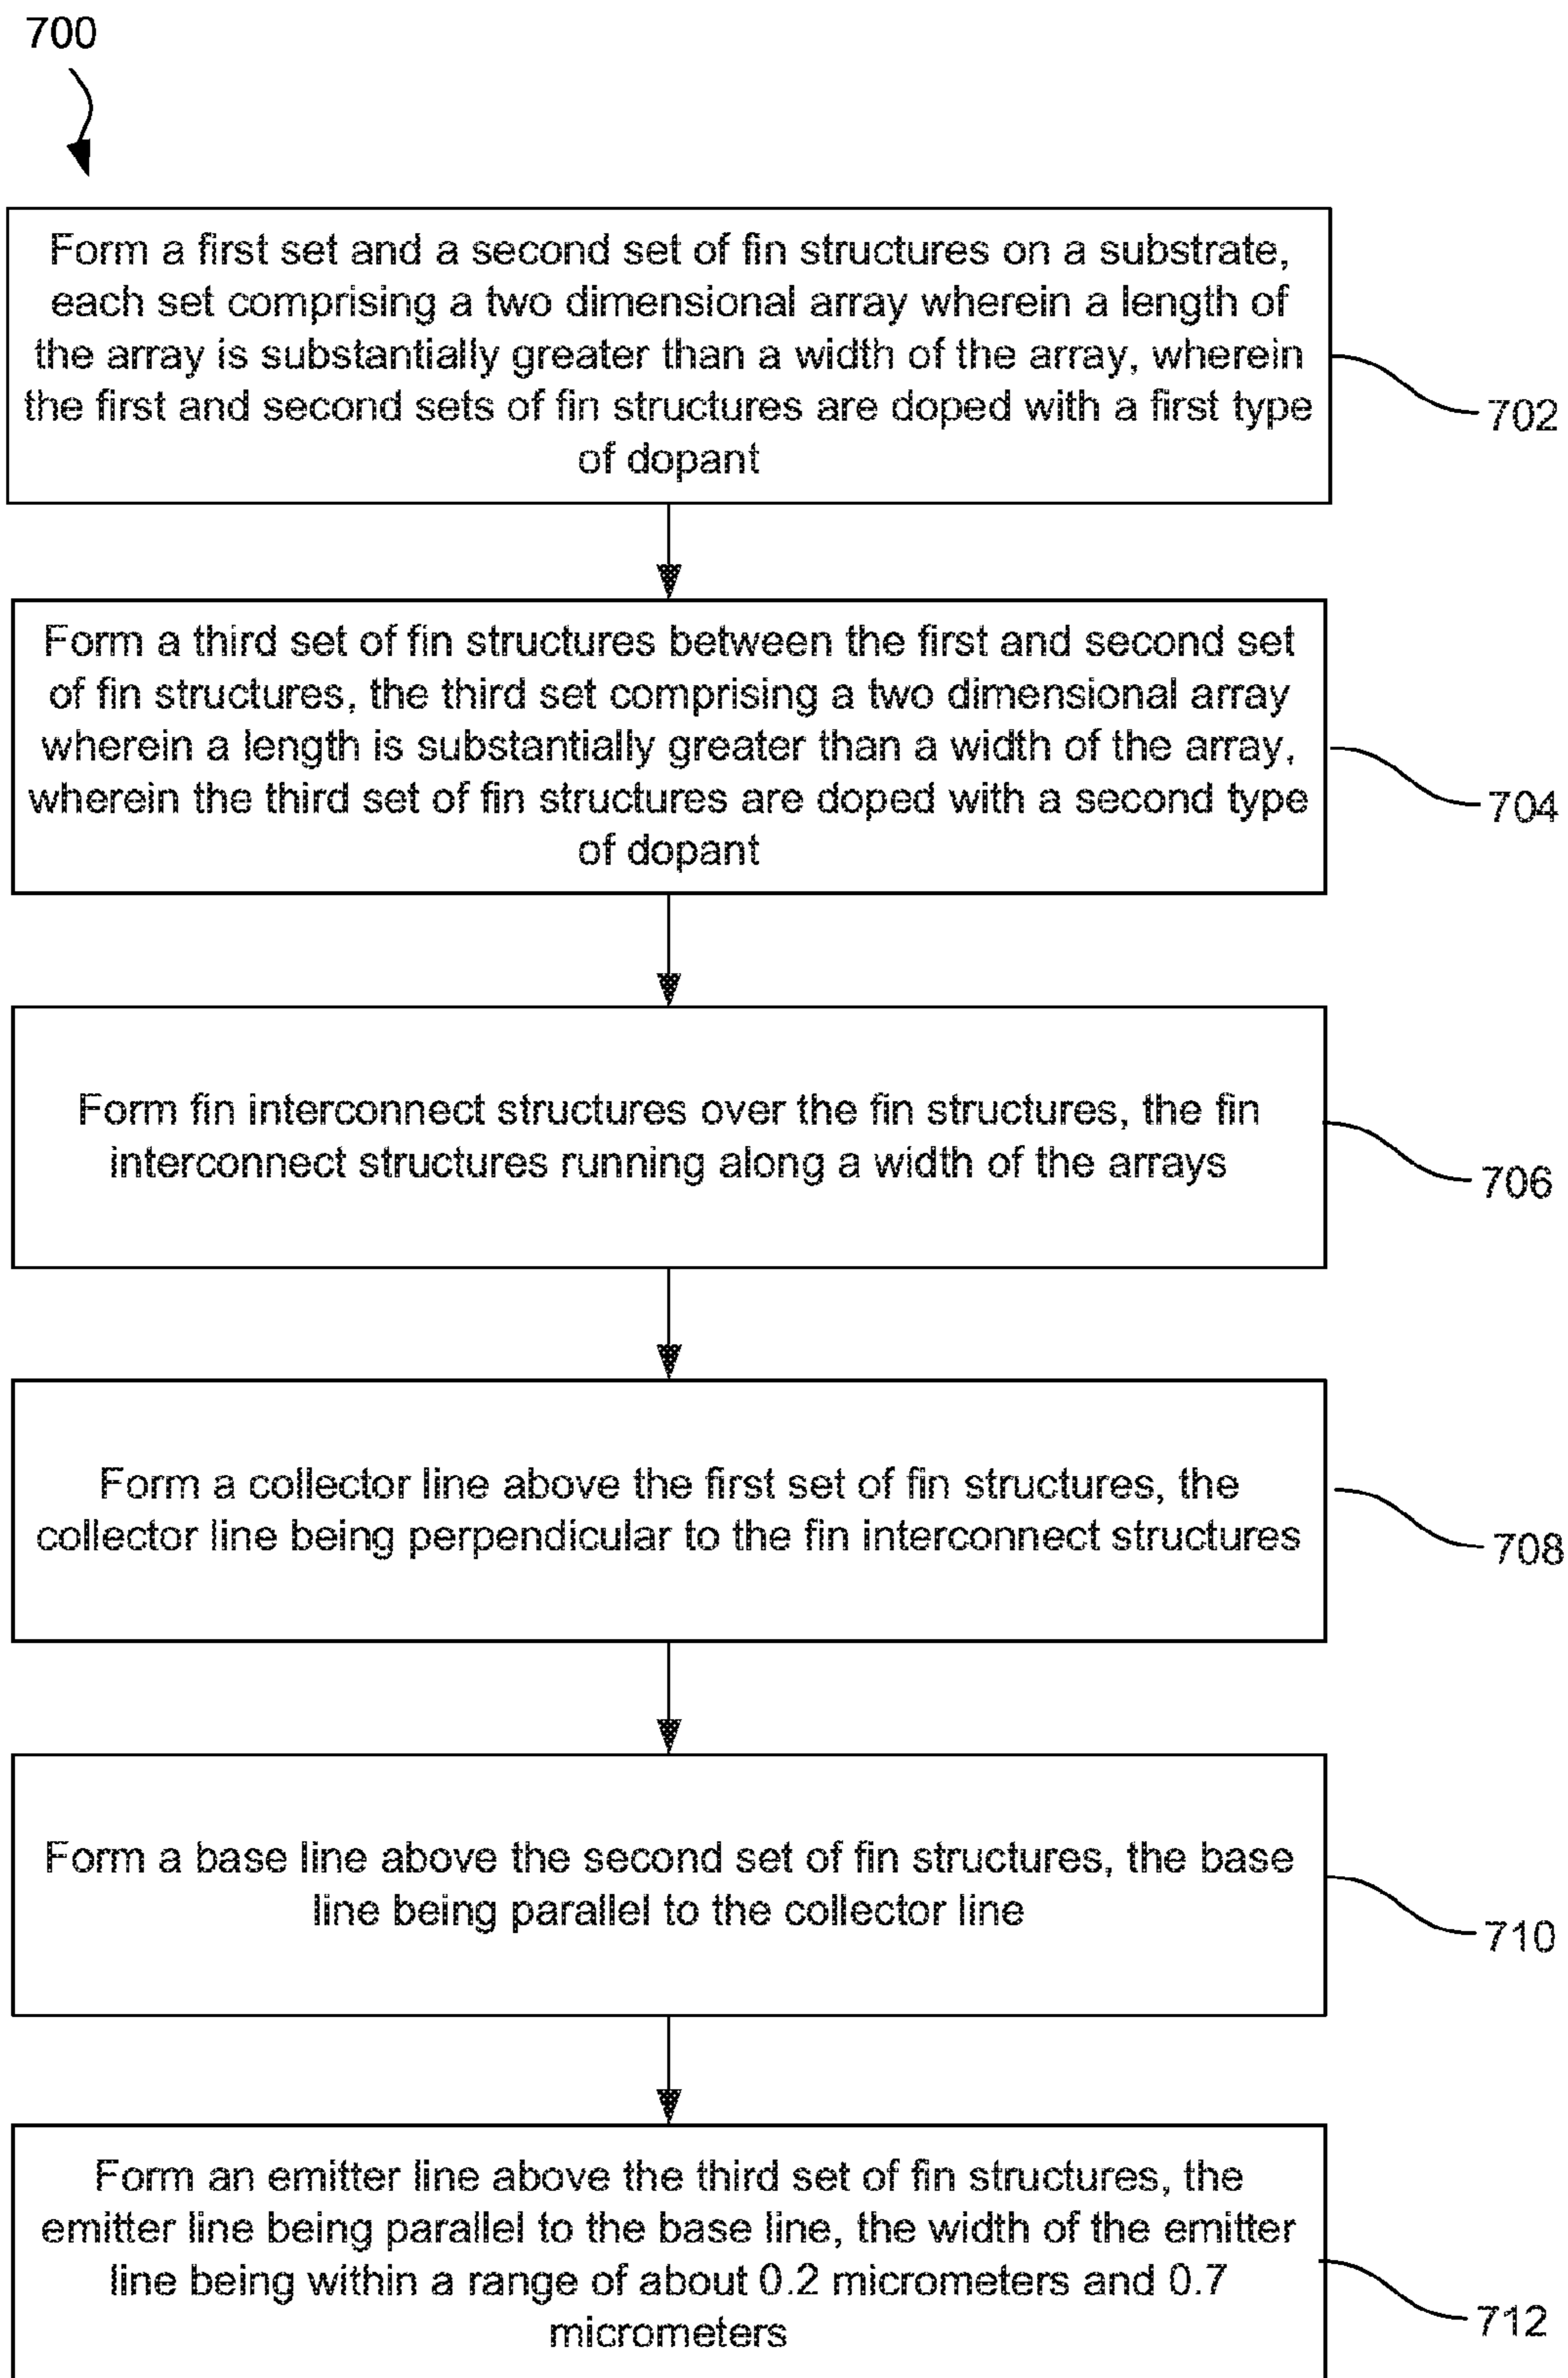 700
Form a first set and a second set of fin structures on a substrate,
each set comprising a two dimensional array wherein a length of
the array is substantially greater than a width of the array, wherein
the first and second sets of fin structures are doped with a first type
of dopant
702
Form a third set of fin structures between the first and second set
of fin structures, the third set comprising a two dimensional array
wherein a length is substantially greater than a width of the array,
wherein the third set of fin structures are doped with a second type
of dopant
704
Form fin interconnect structures over the fin structures, the fin
interconnect structures running along a width of the arrays
706
Form a collector line above the first set of fin structures, the
collector line being perpendicular to the fin interconnect structures
708
Form a base line above the second set of fin structures, the base
line being parallel to the collector line
710
Form an emitter line above the third set of fin structures, the
emitter line being parallel to the base line, the width of the emitter
line being within a range of about 0.2 micrometers and 0.7
micrometers
712